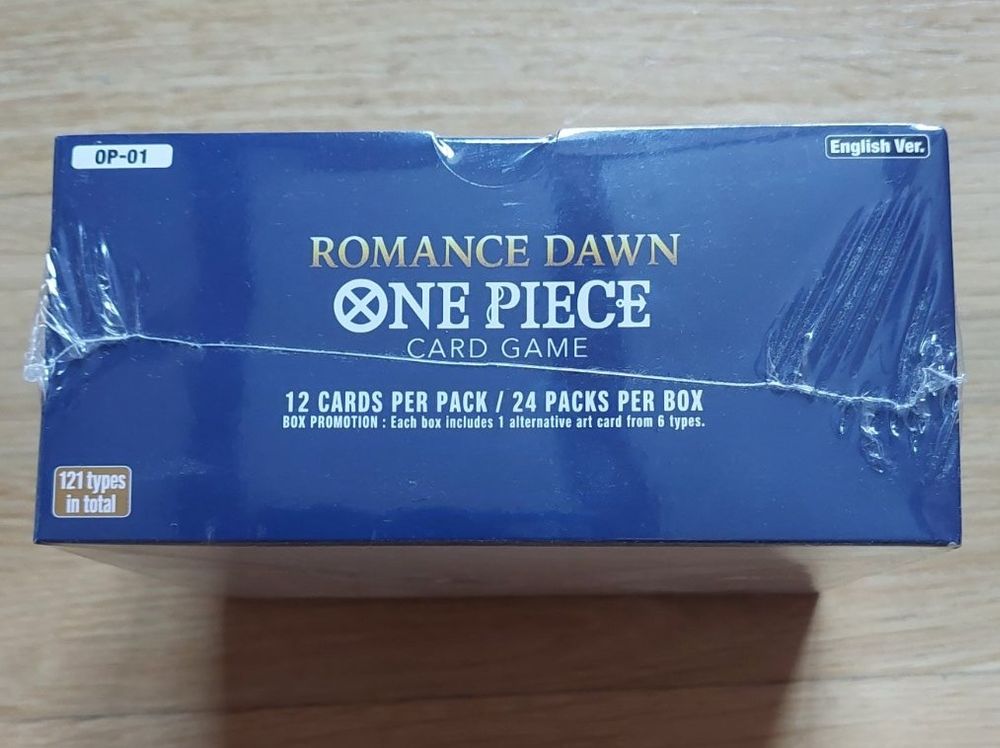 OP-01
English Ver.
ROMANCE DAWN
ONE PIECE
CARD GAME
12 CARDS PER PACK / 24 PACKS PER BOX
BOX PROMOTION : Each box includes 1 alternative art card from 6 types.
121 types
in total